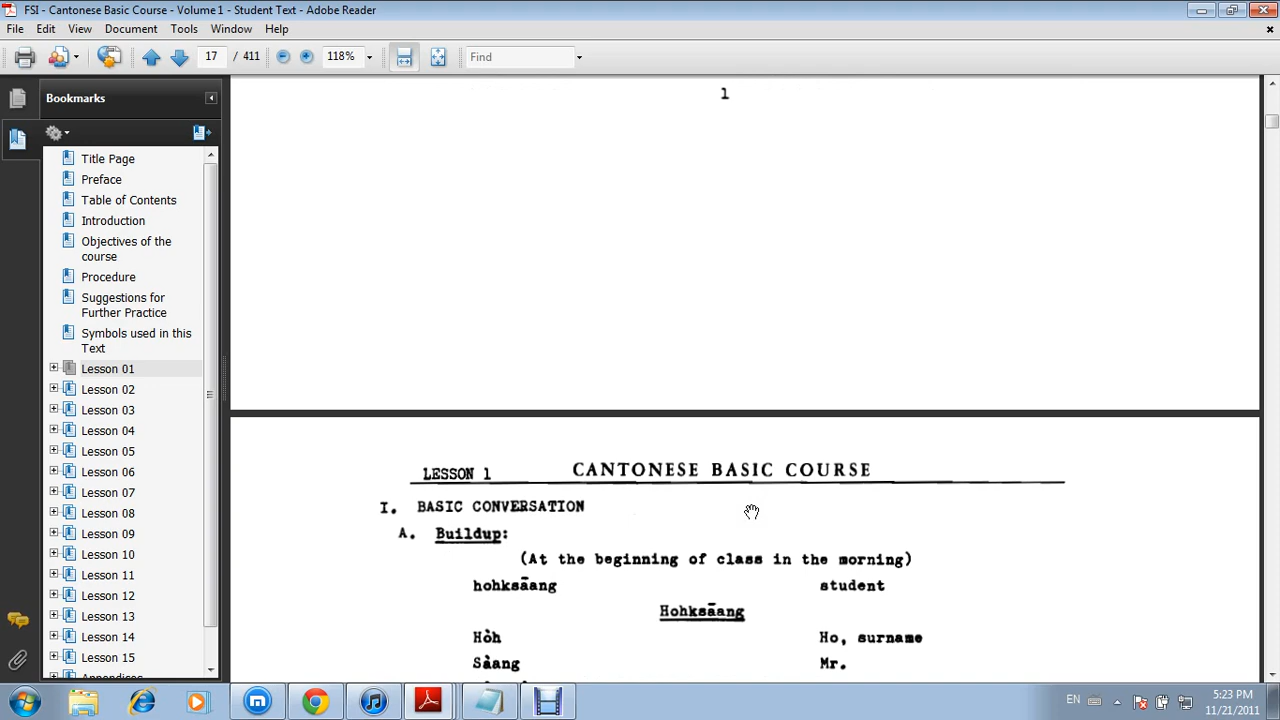 FSI - Cantonese Basic Course - Volume 1 - Student Text - Adobe Reader
File Edit View Document Tools Window Help
17 / 411 118% Find
Bookmarks
Title Page
Preface
Table of Contents
Introduction
Objectives of the
course
Procedure
Suggestions for
Further Practice
Symbols used in this
Text
Lesson 01
Lesson 02
Lesson 03
Lesson 04
Lesson 05
Lesson 06
Lesson 07
Lesson 08
Lesson 09
Lesson 10
Lesson 11
Lesson 12
Lesson 13
Lesson 14
Lesson 15
1
LESSON 1 CANTONESE BASIC COURSE
I. BASIC CONVERSATION
A. Buildup:
(At the beginning of class in the morning)
hohksāang student
Hohksāang
Hòh Ho, surname
Sàang Mr.
EN 5:23 PM
11/21/2011